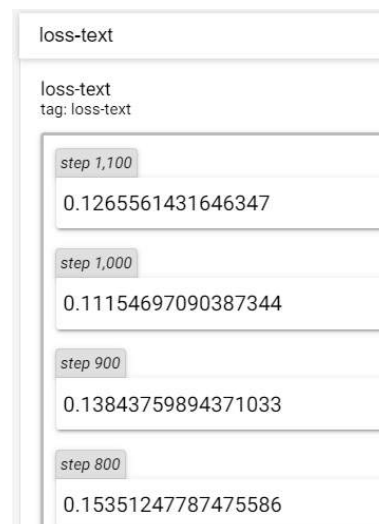 loss-text
loss-text
tag: loss-text
step 1,100
0.1265561431646347
step 1,000
0.11154697090387344
step 900
0.13843759894371033
step 800
0.15351247787475586